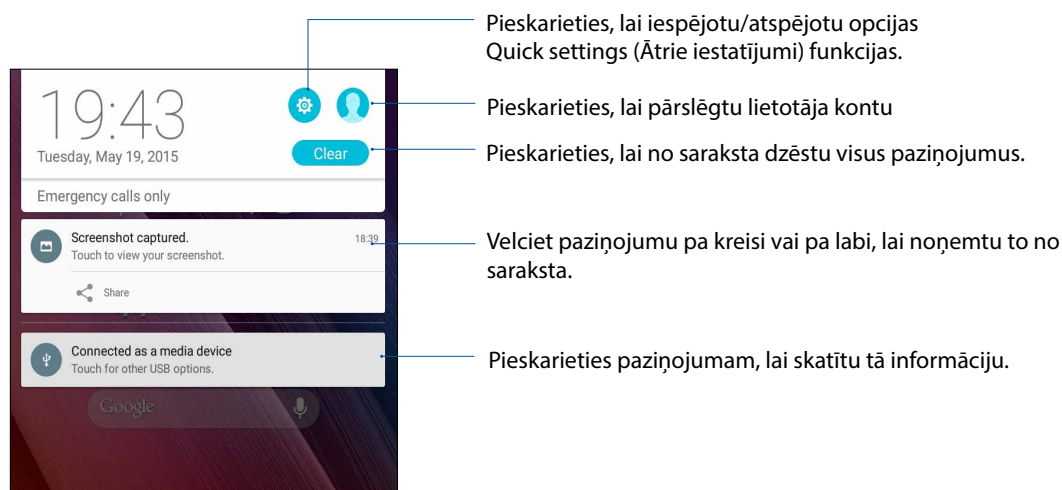 Pieskarieties, lai iespējotu/atspējotu opcijas
Quick settings (Ātrie iestatījumi) funkcijas.
19:43
Tuesday, May 19, 2015
Clear
Pieskarieties, lai pārslēgtu lietotāja kontu
Pieskarieties, lai no saraksta dzēstu visus paziņojumus.
Emergency calls only
Screenshot captured.
18:39
Touch to view your screenshot.
Share
Velciet paziņojumu pa kreisi vai pa labi, lai noņemtu to no
saraksta.
Connected as a media device
Touch for other USB options.
Pieskarieties paziņojumam, lai skatītu tā informāciju.
Google